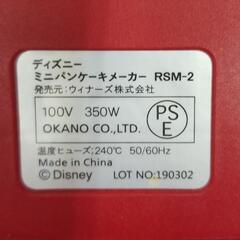 ディズニー
ミニパンケーキメーカー RSM-2
発売元:ウィナーズ株式会社
100V 350W
OKANO CO.,LTD.
PS
E
温度ヒューズ:240℃ 50/60Hz
Made in China
©Disney LOT NO:190302